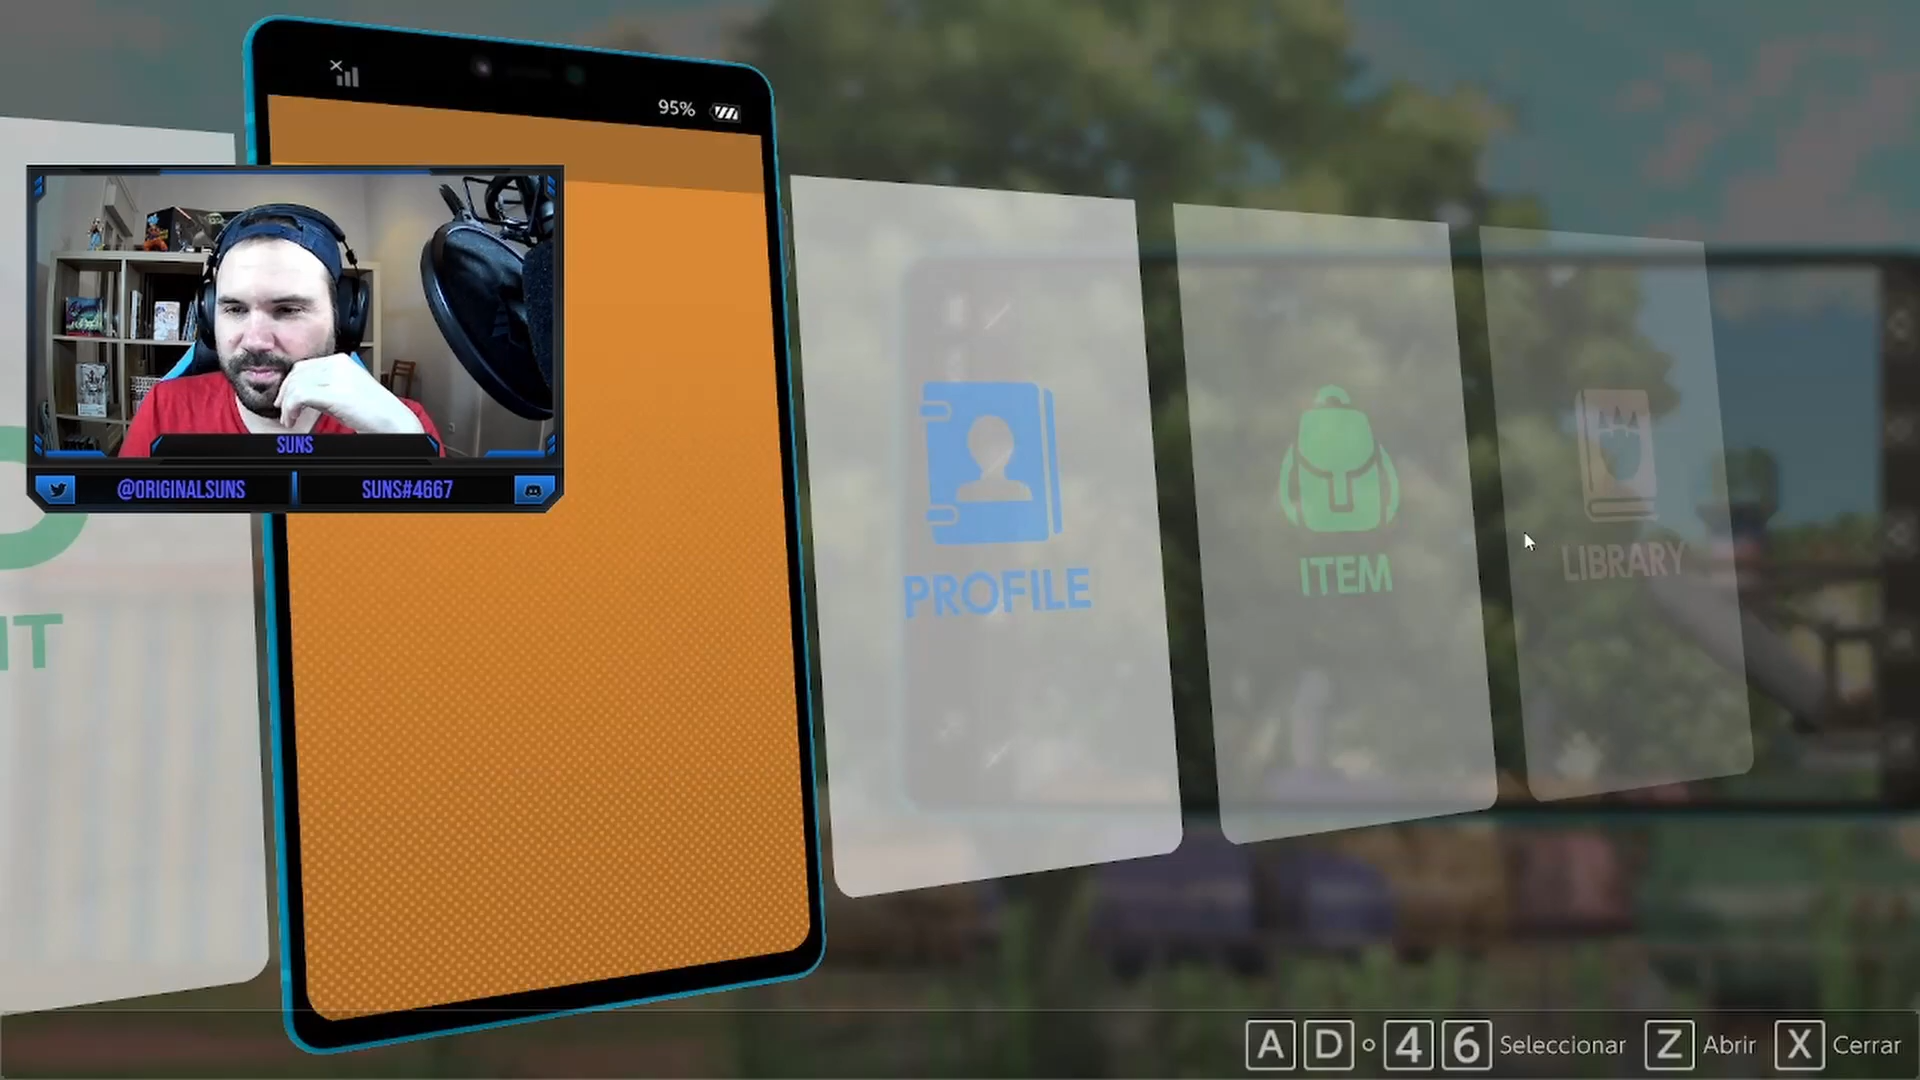 95%
SUNS
@ORIGINALSUNS
SUNS#4667
IT
PROFILE
ITEM
LIBRARY
A D o 4 6 Seleccionar Z Abrir X Cerrar